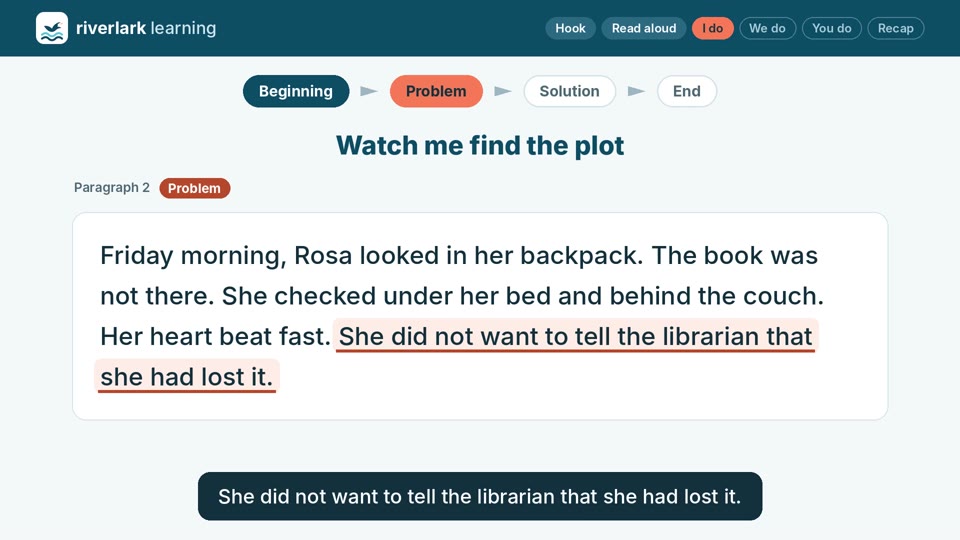 riverlark learning
Hook
Read aloud
I do
We do
You do
Recap
Beginning
Problem
Solution
End
Watch me find the plot
Paragraph 2
Problem
Friday morning, Rosa looked in her backpack. The book was
not there. She checked under her bed and behind the couch.
Her heart beat fast. She did not want to tell the librarian that
she had lost it.
She did not want to tell the librarian that she had lost it.